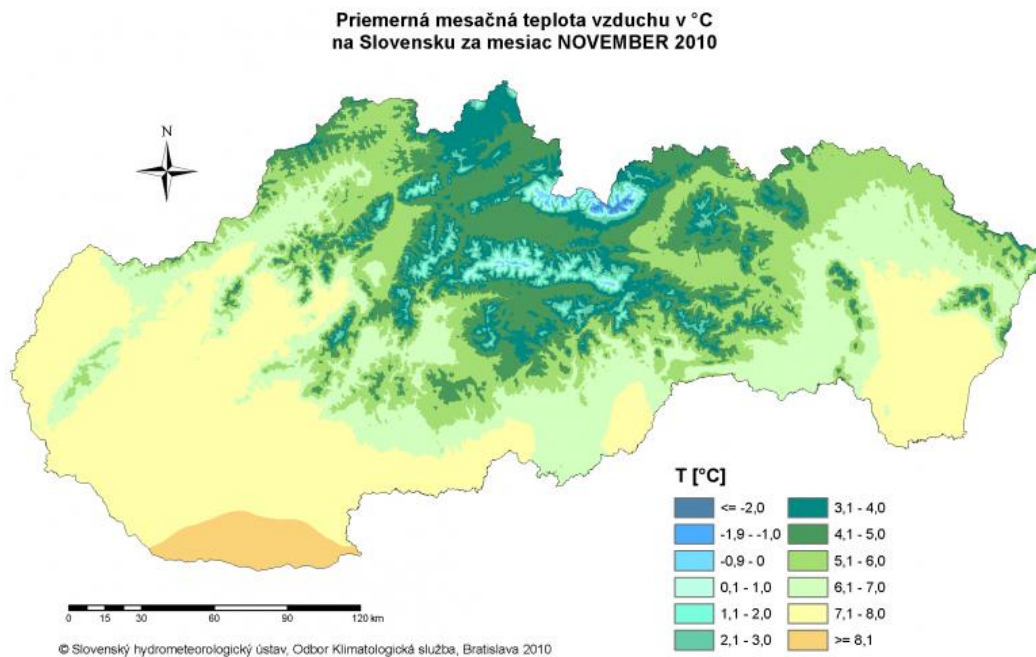 Priemerná mesačná teplota vzduchu v °C
na Slovensku za mesiac NOVEMBER 2010
N
T [°C]
<= -2,0
-1,9 - -1,0
-0,9 - 0
0,1 - 1,0
1,1 - 2,0
2,1 - 3,0
3,1 - 4,0
4,1 - 5,0
5,1 - 6,0
6,1 - 7,0
7,1 - 8,0
>= 8,1
0 15 30 60 90 120 km
© Slovenský hydrometeorologický ústav, Odbor Klimatologická služba, Bratislava 2010